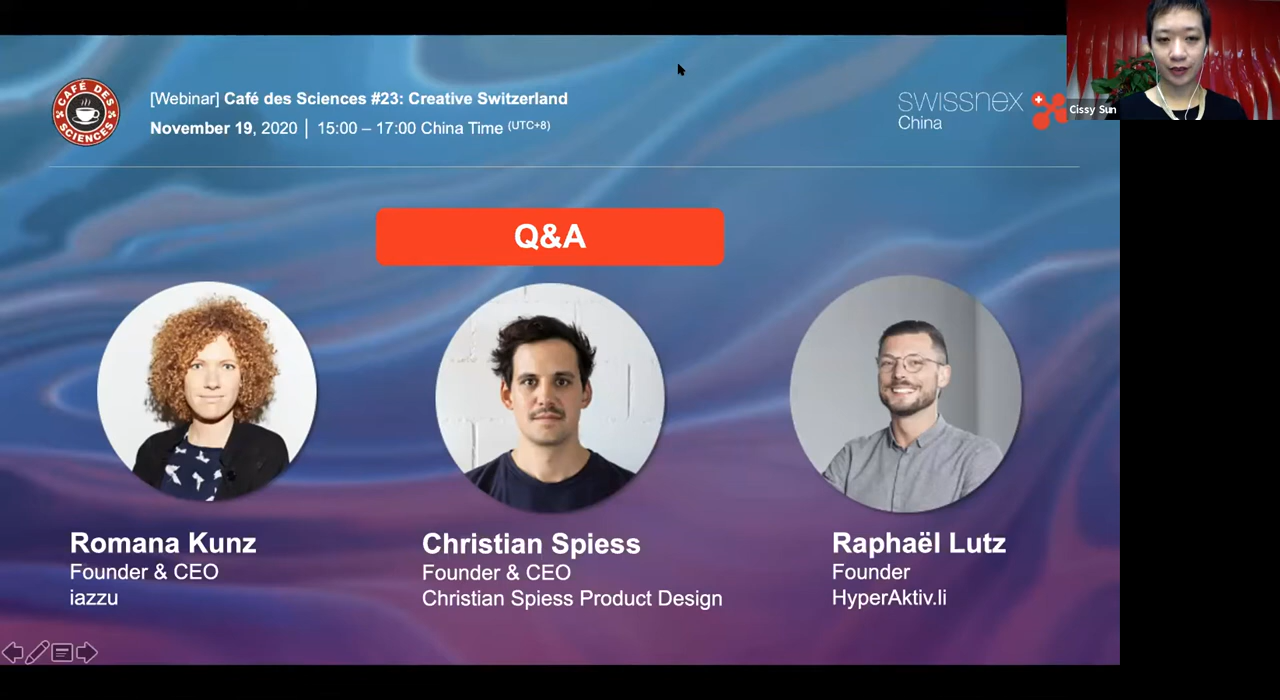 CAFÉ DES
SCIENCES
[Webinar] Café des Sciences #23: Creative Switzerland
November 19, 2020 │ 15:00 – 17:00 China Time (UTC+8)
swissnex
China
Cissy Sun
Q&A
Romana Kunz
Founder & CEO
iazzu
Christian Spiess
Founder & CEO
Christian Spiess Product Design
Raphaël Lutz
Founder
HyperAktiv.li